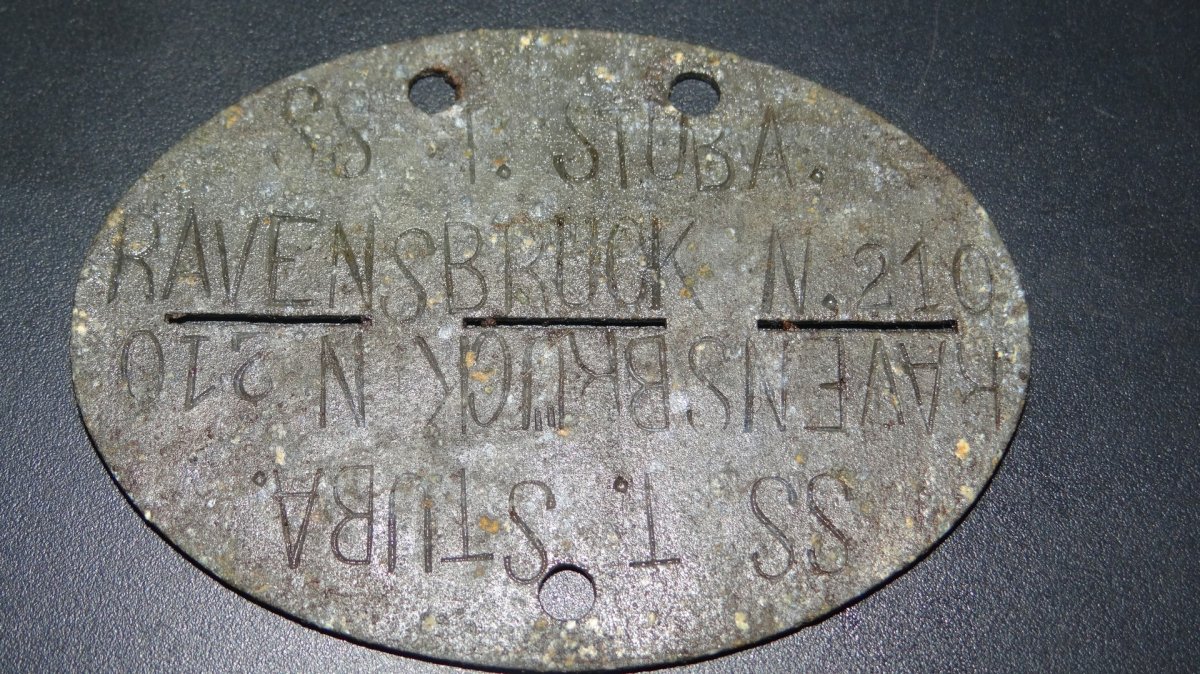 SS T. STUBA.
RAVENSBRUCK N.210
RAVENSBRUCK N 210
SS T. STUBA.